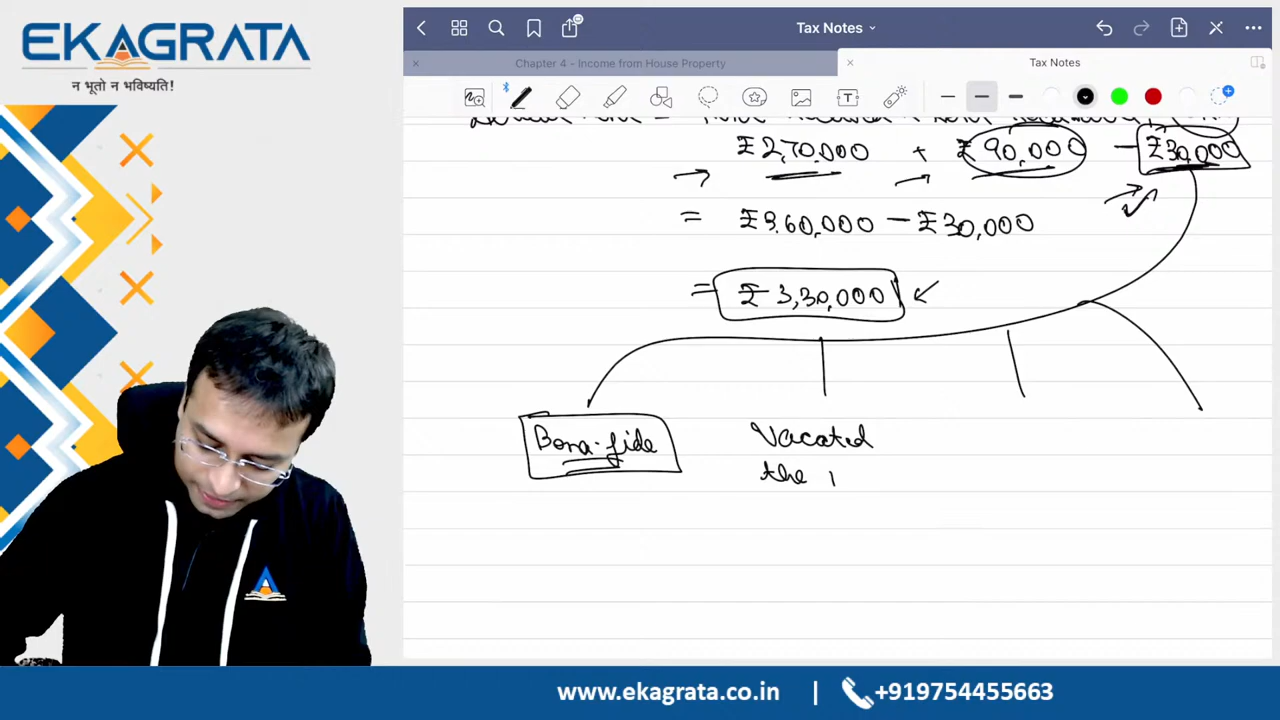 EKAGRATA
न भूतो न भविष्यति!
Tax Notes
Chapter 4 - Income from House Property
Tax Notes
₹2,70,000 + ₹90,000 — ₹30,000
= ₹3.60,000 — ₹30,000
= ₹3,30,000
Bona-fide
Vacated
the
www.ekagrata.co.in | +919754455663